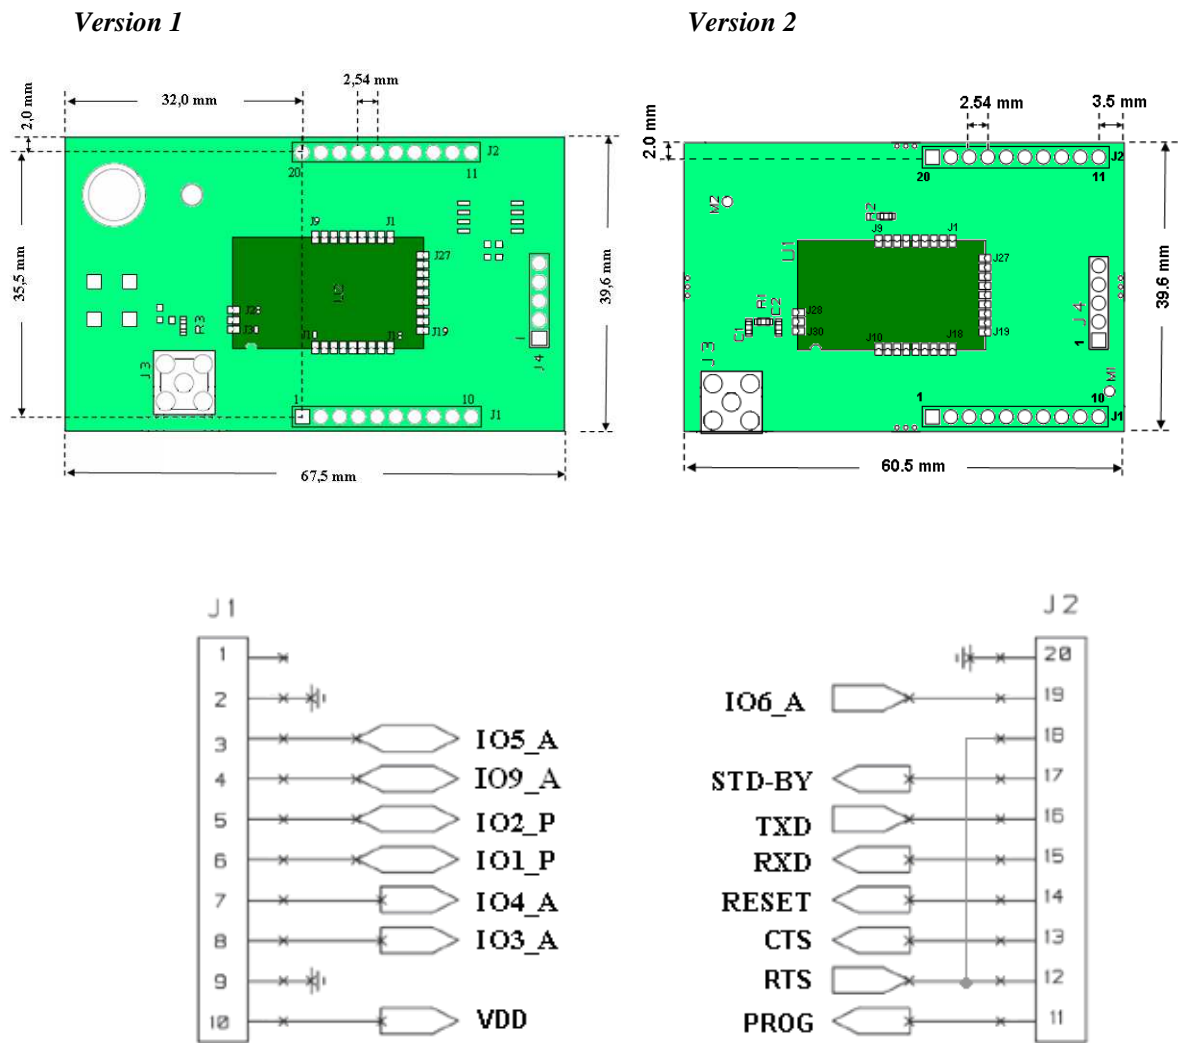 Version 1
Version 2
2,0 mm
32,0 mm
2,54 mm
20
11
J2
35,5 mm
39,6 mm
J9
J1
J27
J19
J28
J30
J1
R3
J3
J4
1
1
10
J1
67,5 mm
2.0 mm
2.54 mm
3.5 mm
20
11
J2
M2
J9
J1
U1
J27
J19
J28
J30
J10
J18
R1
C1
C2
J3
J4
1
M1
1
10
J1
39.6 mm
60.5 mm
J1
1
2
3 IO5_A
4 IO9_A
5 IO2_P
6 IO1_P
7 IO4_A
8 IO3_A
9
10 VDD
J2
20
IO6_A 19
18
STD-BY 17
TXD 16
RXD 15
RESET 14
CTS 13
RTS 12
PROG 11